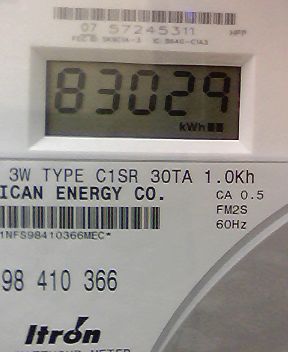 07 57245311
83029
kWh
3W TYPE C1SR 30TA 1.0Kh
ICAN ENERGY CO.
CA 0.5
FM2S
60Hz
1NFS98410366MEC*
98 410 366
Itron